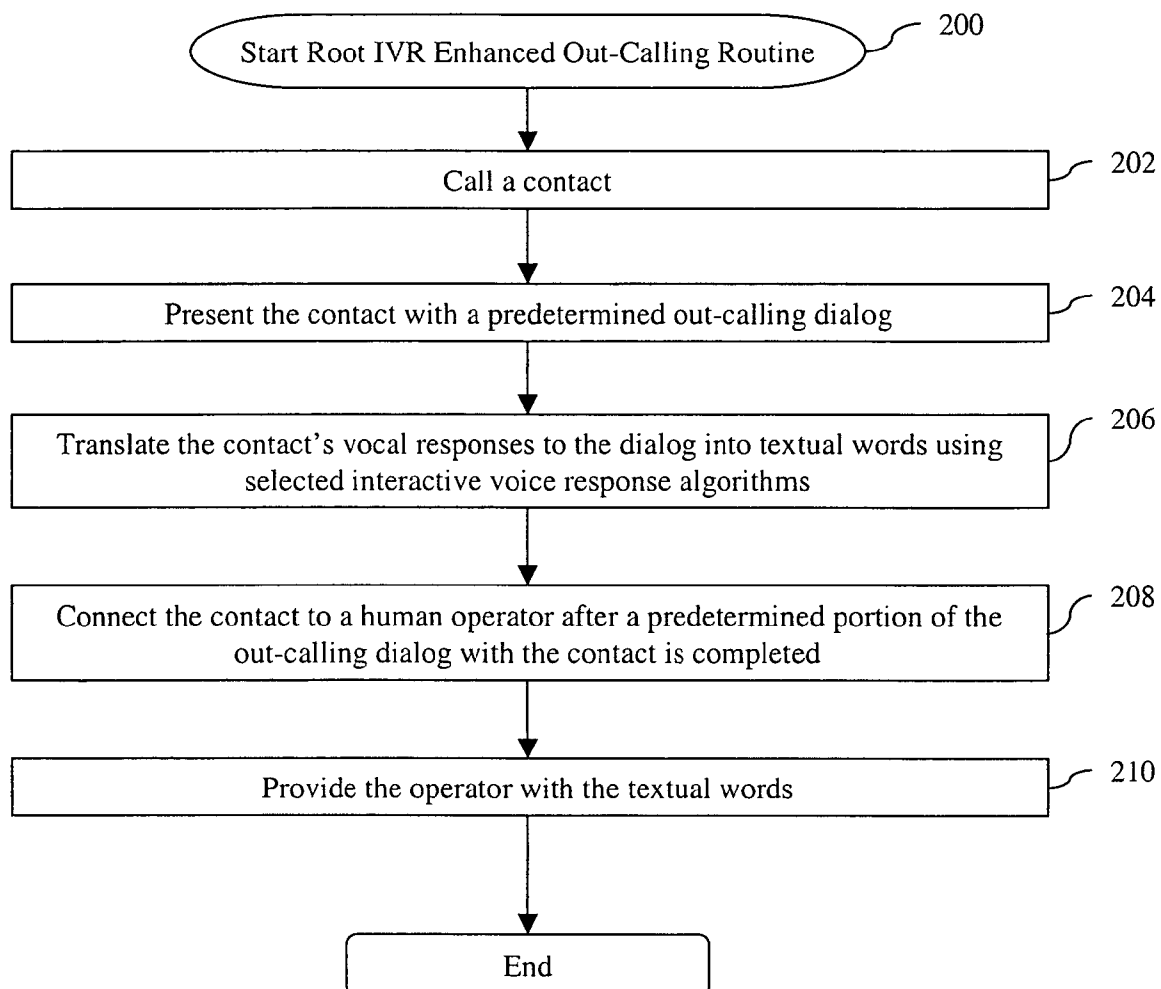 200
Start Root IVR Enhanced Out-Calling Routine
202
Call a contact
204
Present the contact with a predetermined out-calling dialog
206
Translate the contact's vocal responses to the dialog into textual words using
selected interactive voice response algorithms
208
Connect the contact to a human operator after a predetermined portion of the
out-calling dialog with the contact is completed
210
Provide the operator with the textual words
End